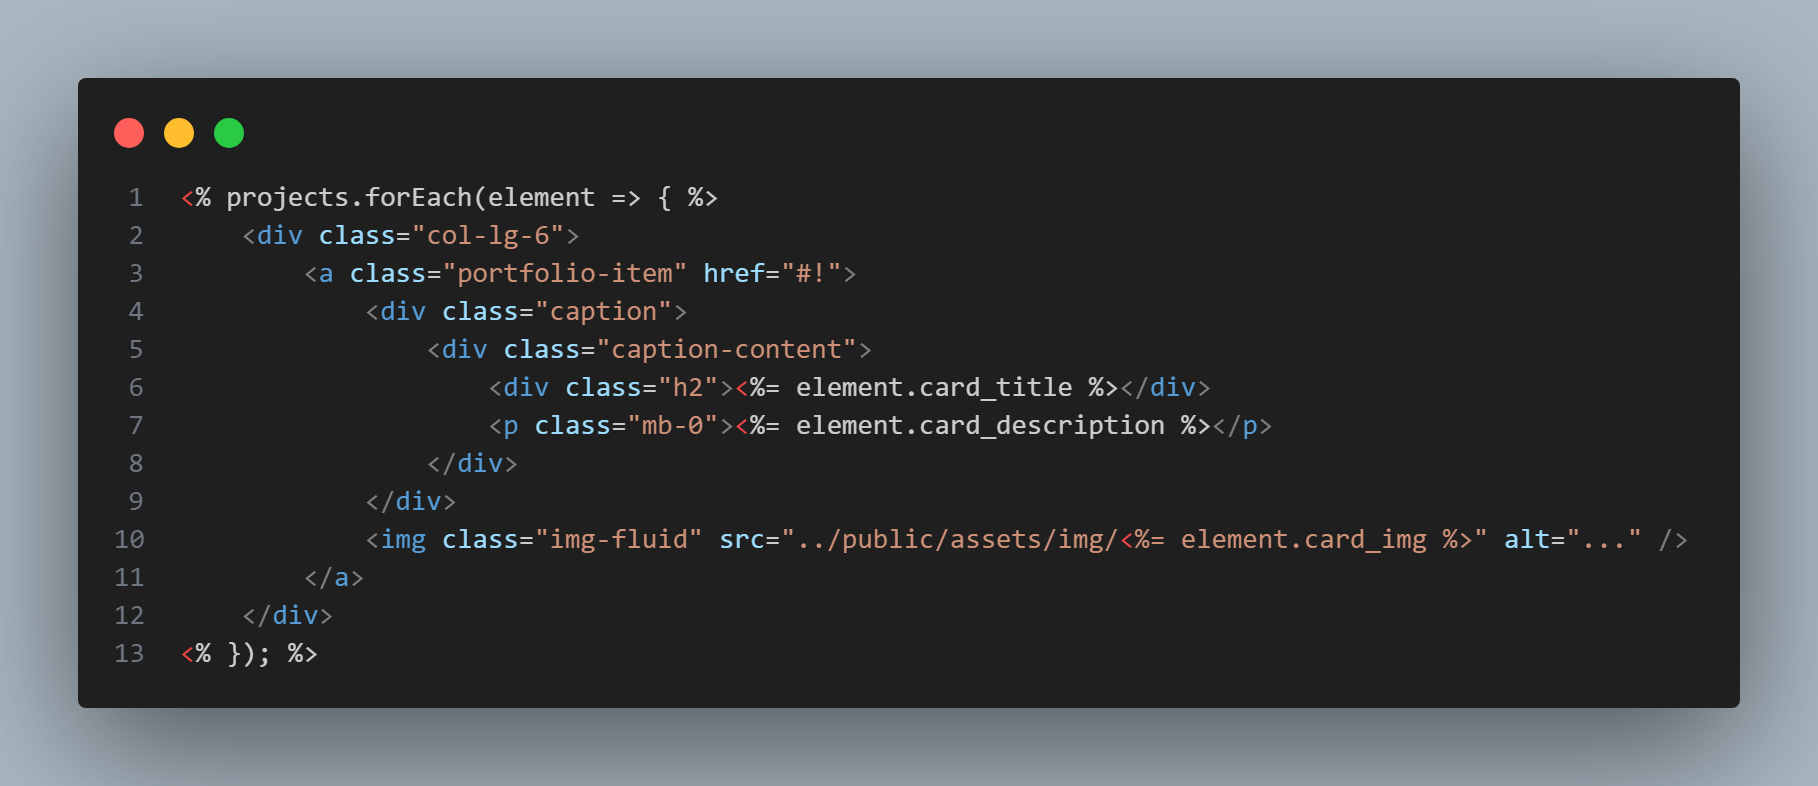 1 <% projects.forEach(element => { %>
2 <div class="col-lg-6">
3 <a class="portfolio-item" href="#!">
4 <div class="caption">
5 <div class="caption-content">
6 <div class="h2"><%= element.card_title %></div>
7 <p class="mb-0"><%= element.card_description %></p>
8 </div>
9 </div>
10 <img class="img-fluid" src="../public/assets/img/<%= element.card_img %>" alt="..." />
11 </a>
12 </div>
13 <% }); %>